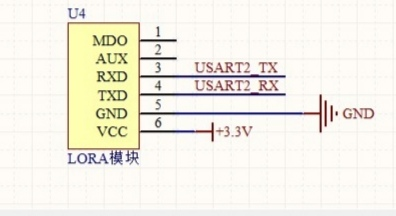 U4
MDO 1
AUX 2
RXD 3 USART2_TX
TXD 4 USART2_RX
GND 5 GND
VCC 6 +3.3V
LORA模块